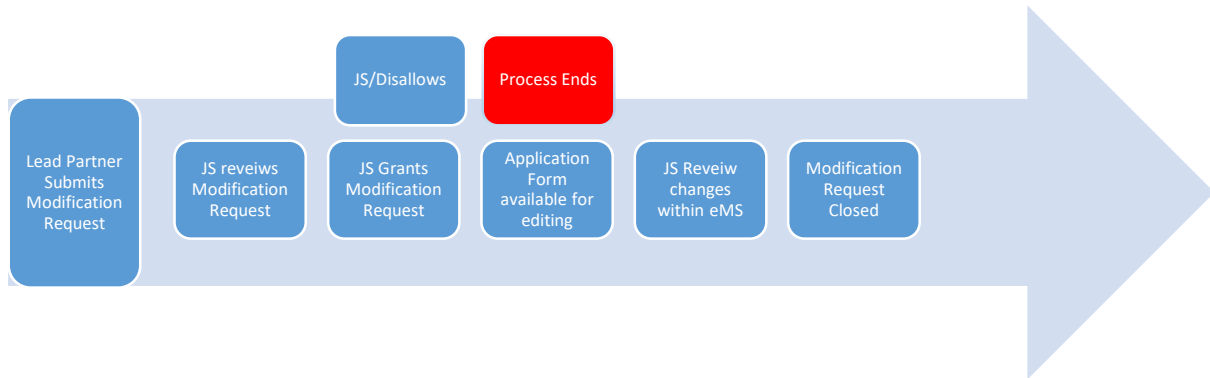 JS/Disallows
Process Ends
Lead Partner
Submits
Modification
Request
JS reveiws
Modification
Request
JS Grants
Modification
Request
Application
Form
available for
editing
JS Reveiw
changes
within eMS
Modification
Request
Closed